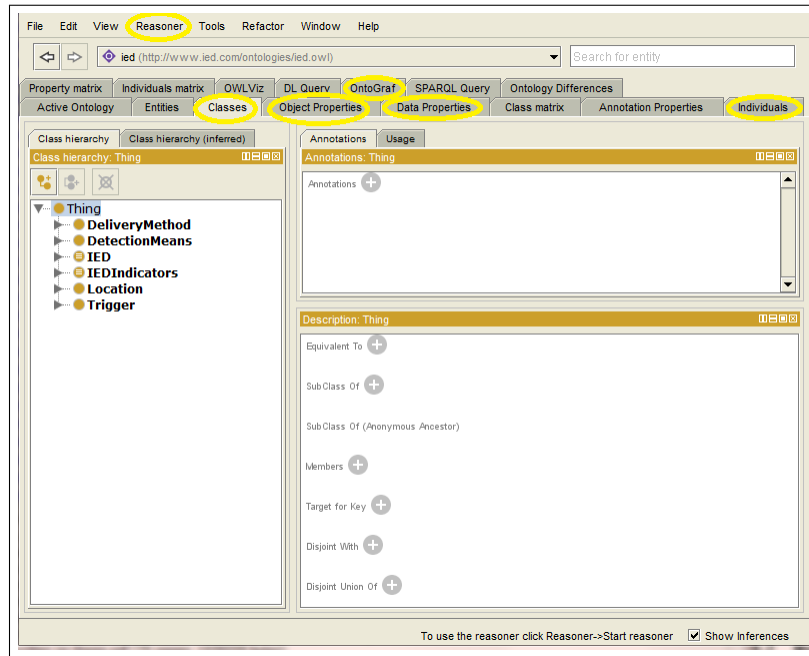 File Edit View Reasoner Tools Refactor Window Help
ied (http://www.ied.com/ontologies/ied.owl) Search for entity
Property matrix Individuals matrix OWLViz DL Query OntoGraf SPARQL Query Ontology Differences
Active Ontology Entities Classes Object Properties Data Properties Class matrix Annotation Properties Individuals
Class hierarchy Class hierarchy (inferred)
Class hierarchy: Thing
Thing
DeliveryMethod
DetectionMeans
IED
IEDIndicators
Location
Trigger
Annotations Usage
Annotations: Thing
Annotations
Description: Thing
Equivalent To
SubClass Of
SubClass Of (Anonymous Ancestor)
Members
Target for Key
Disjoint With
Disjoint Union Of
To use the reasoner click Reasoner->Start reasoner Show Inferences